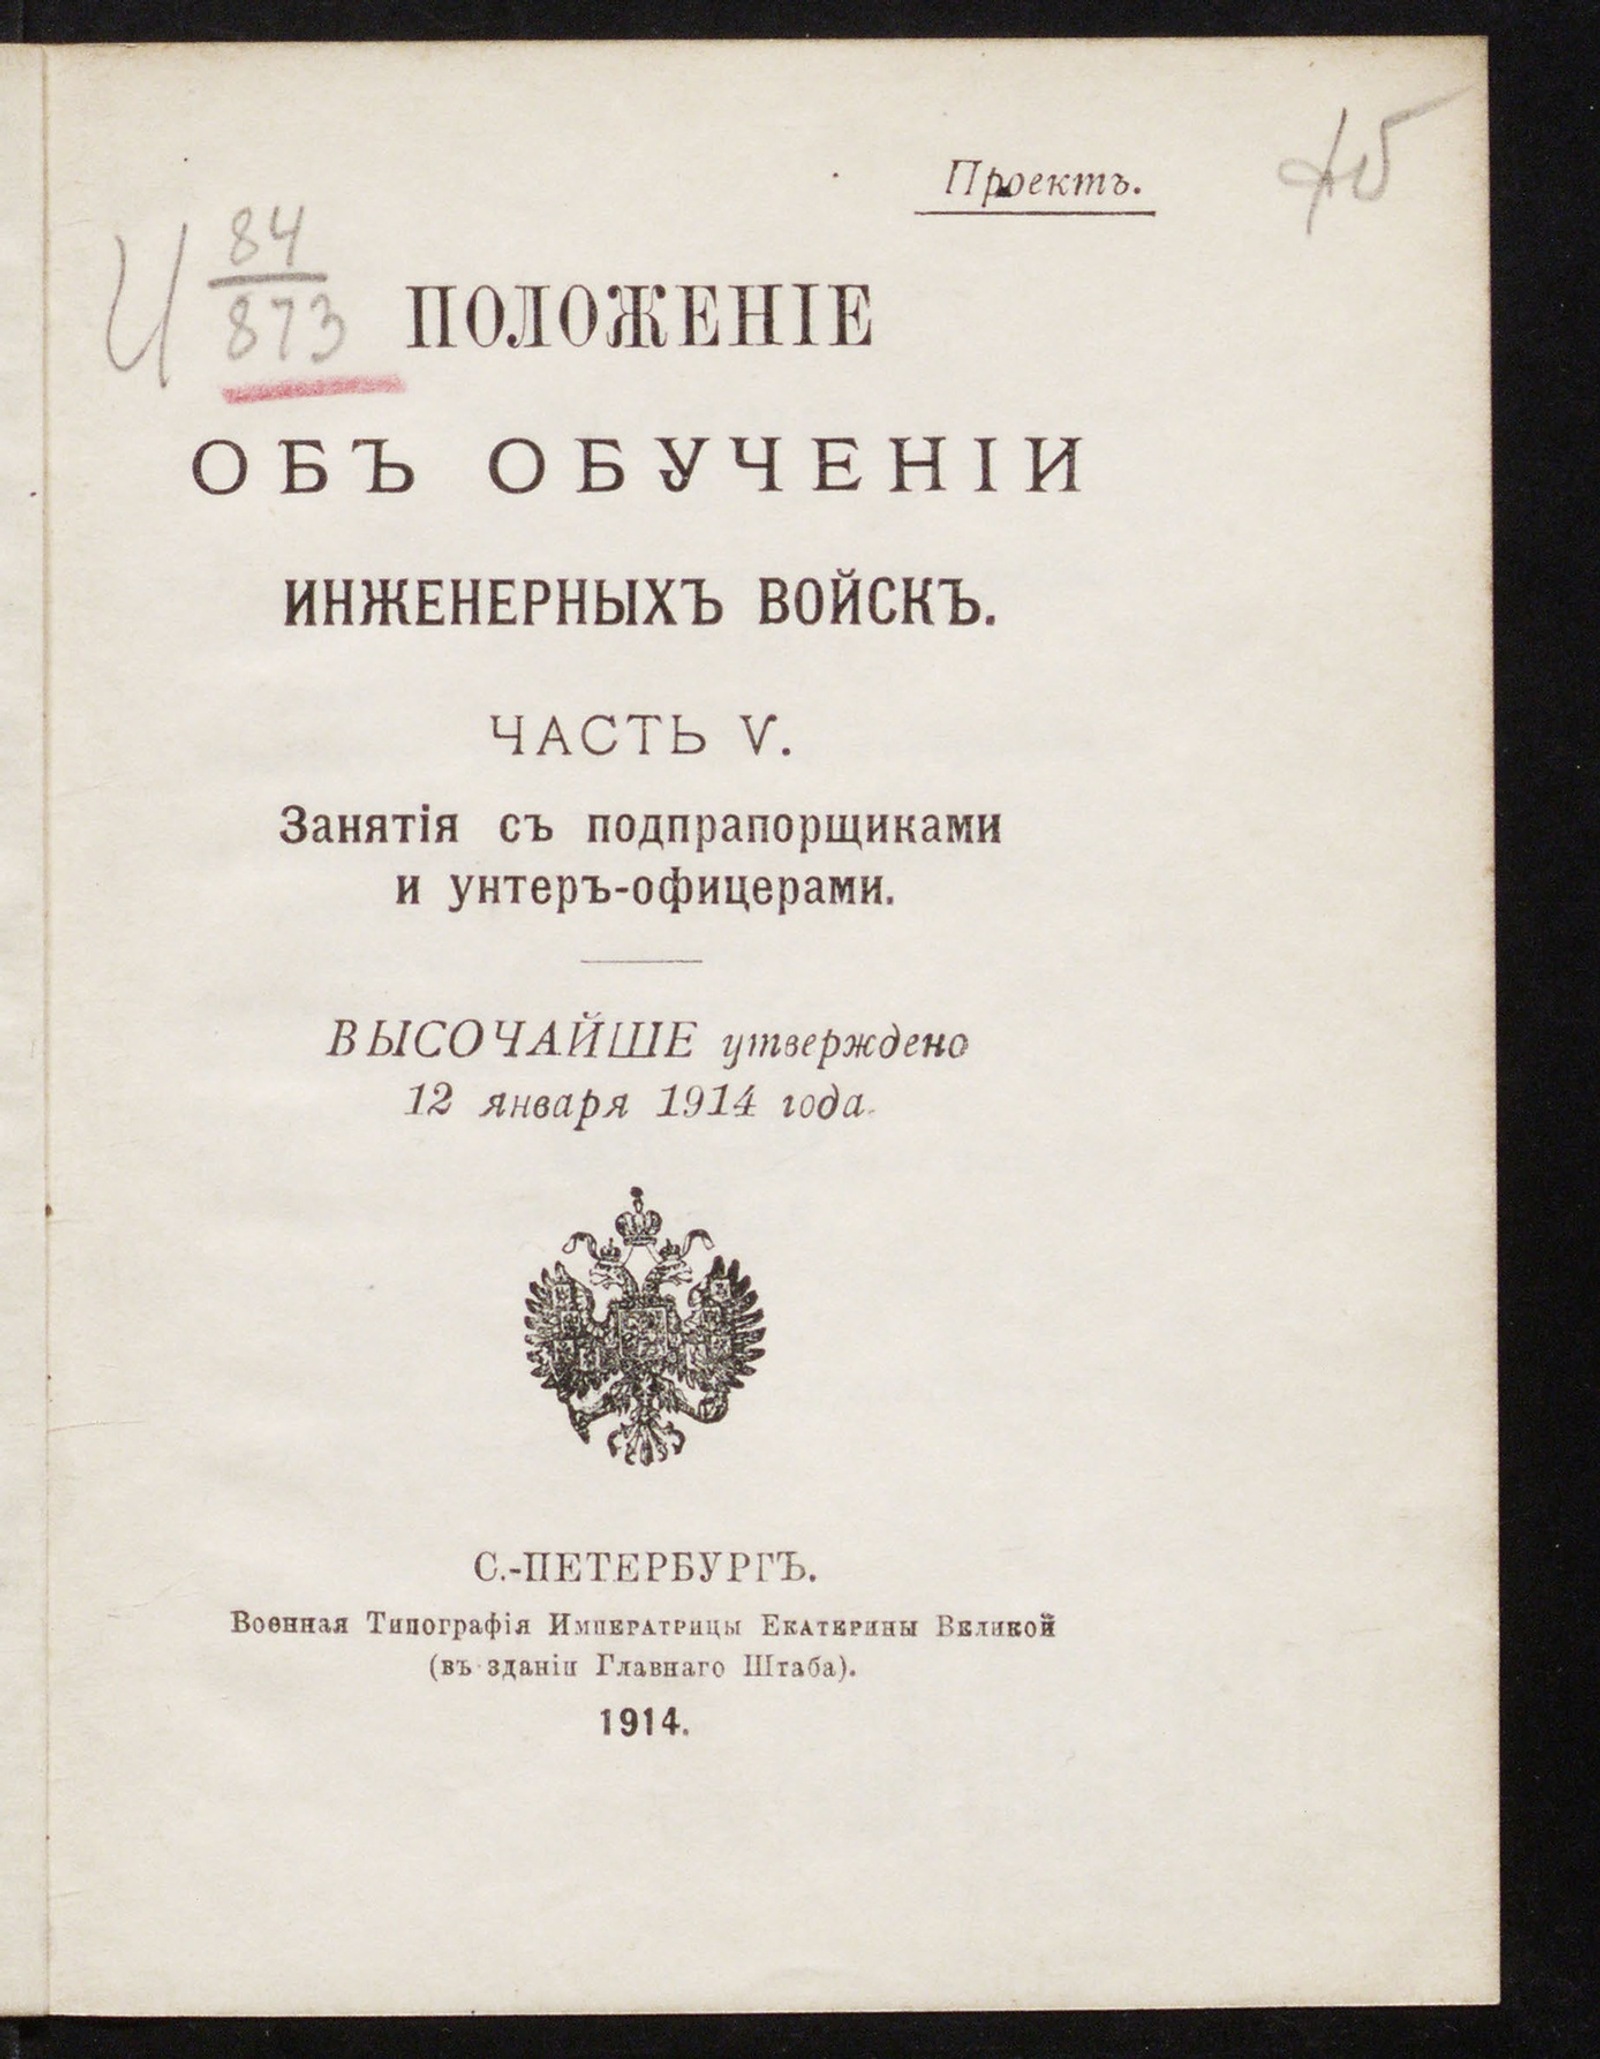 Проектъ.
И 84
873
ПОЛОЖЕНІЕ
ОБЪ ОБУЧЕНІИ
ИНЖЕНЕРНЫХЪ ВОЙСКЪ.
ЧАСТЬ V.
Занятія съ подпрапорщиками
и унтеръ-офицерами.
ВЫСОЧАЙШЕ утверждено
12 января 1914 года.
С.-ПЕТЕРБУРГЪ.
Военная Типографія Императрицы Екатерины Великой
(въ зданіи Главнаго Штаба).
1914.